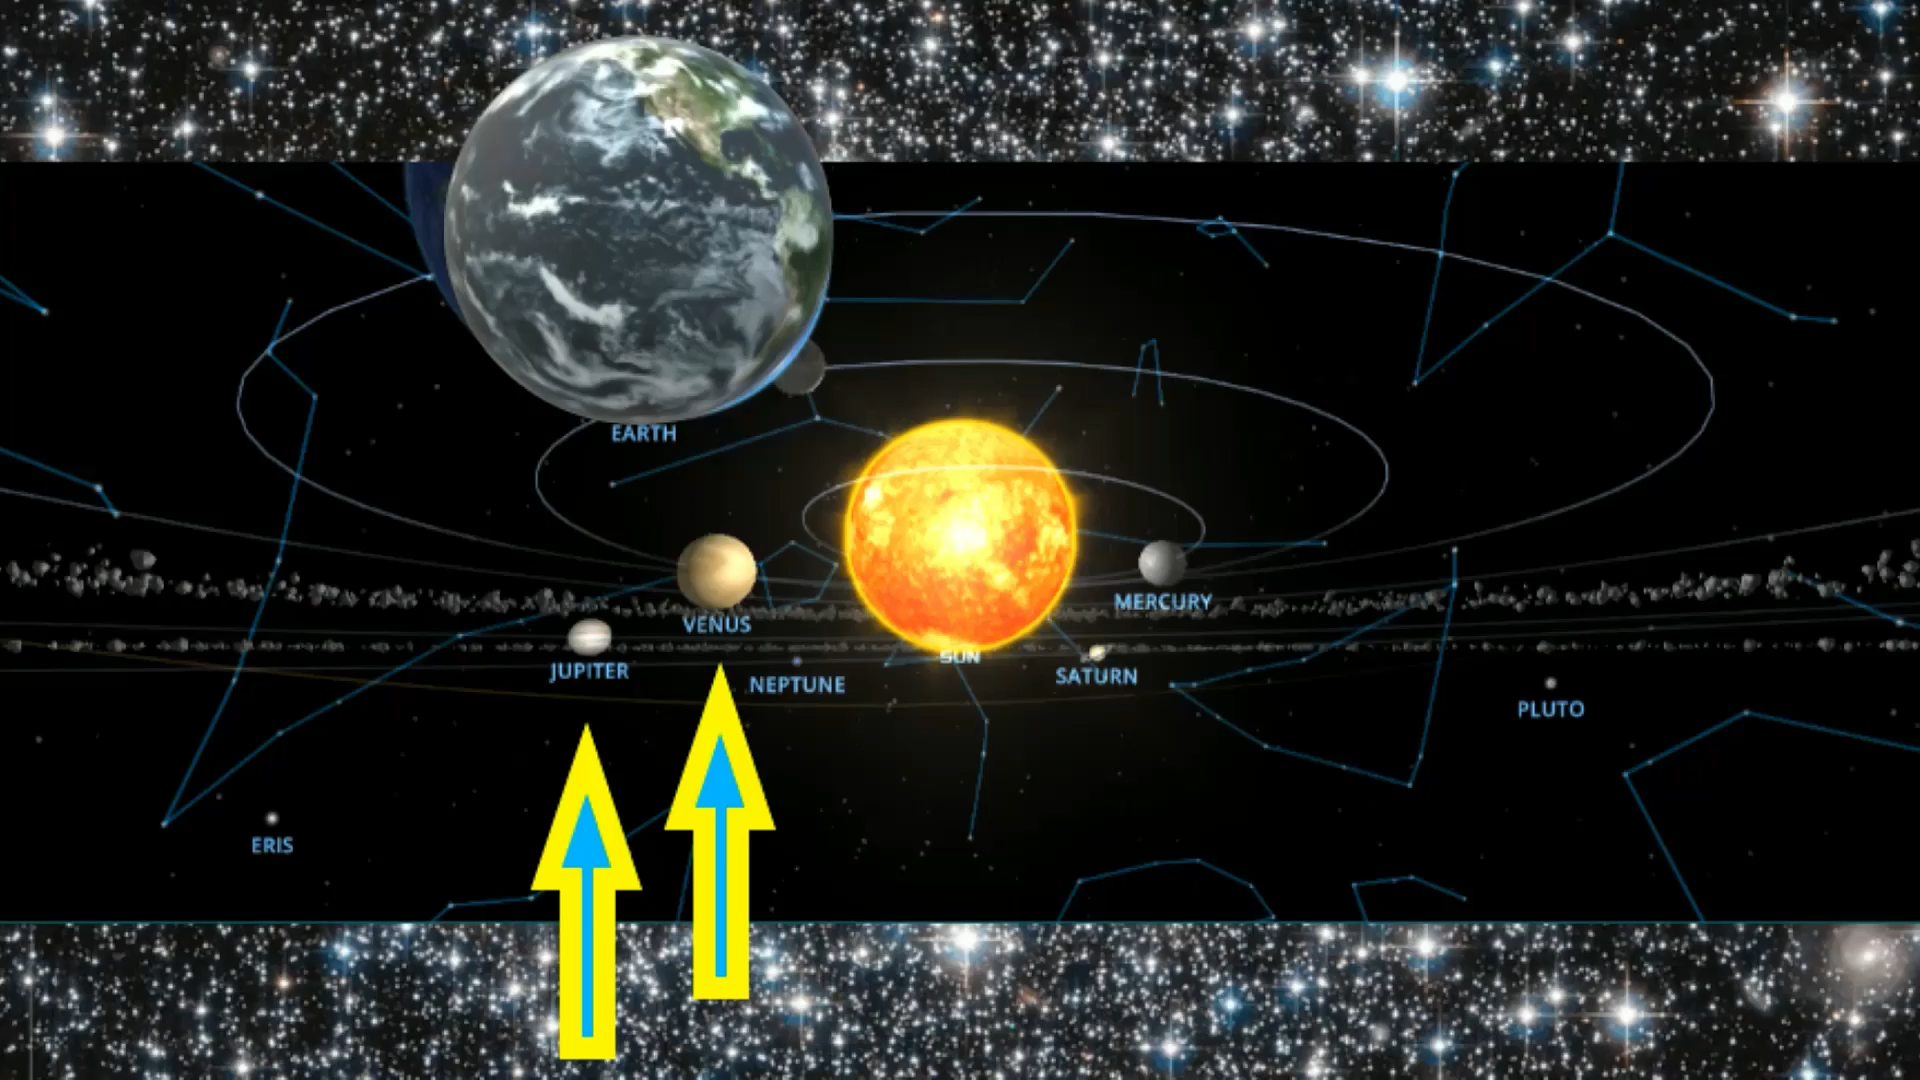 EARTH
VENUS
MERCURY
SUN
JUPITER
NEPTUNE
SATURN
PLUTO
ERIS